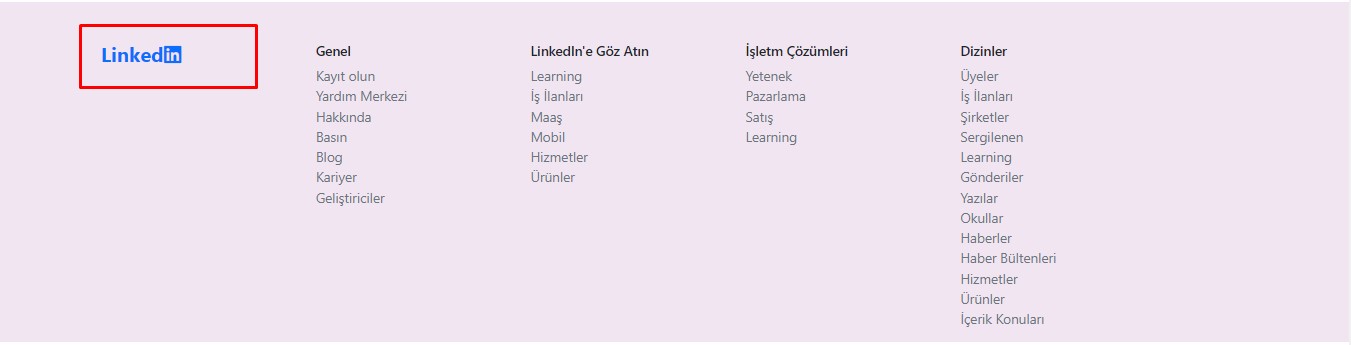 Linkedin
Genel
Kayıt olun
Yardım Merkezi
Hakkında
Basın
Blog
Kariyer
Geliştiriciler
LinkedIn'e Göz Atın
Learning
İş İlanları
Maaş
Mobil
Hizmetler
Ürünler
İşletm Çözümleri
Yetenek
Pazarlama
Satış
Learning
Dizinler
Üyeler
İş İlanları
Şirketler
Sergilenen
Learning
Gönderiler
Yazılar
Okullar
Haberler
Haber Bültenleri
Hizmetler
Ürünler
İçerik Konuları